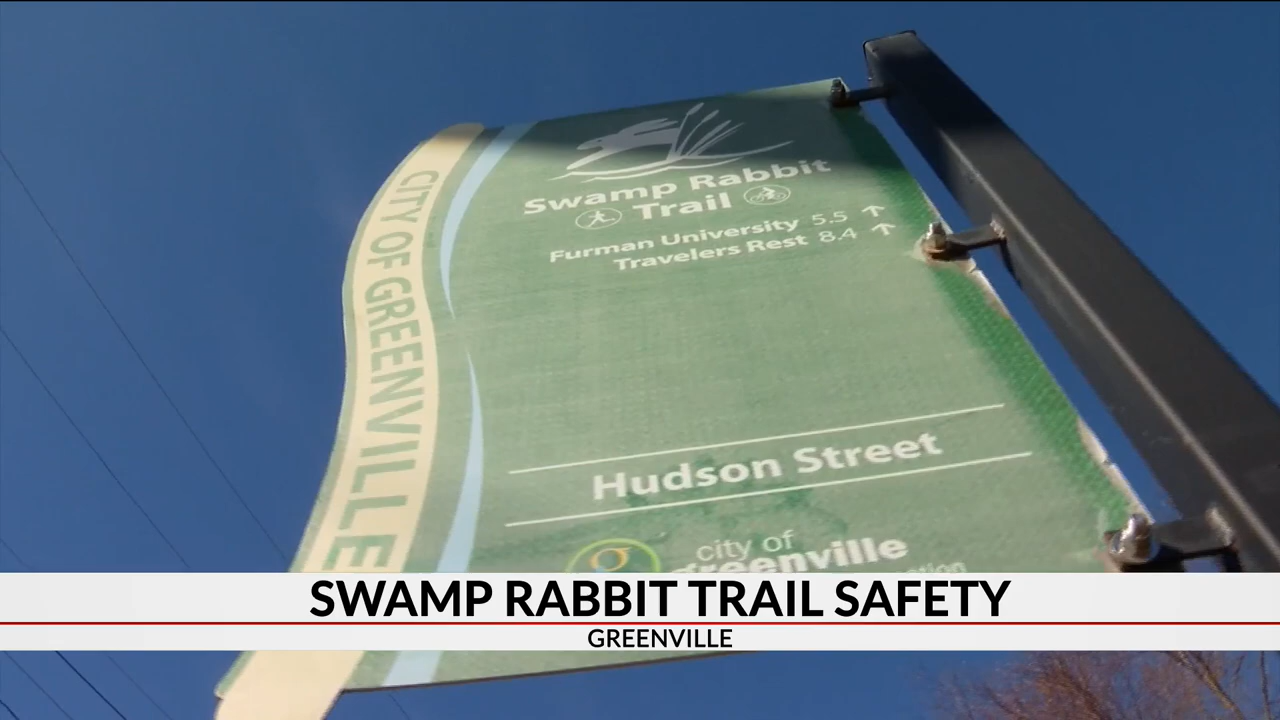 CITY OF GREENVILLE
Swamp Rabbit
Trail
Furman University 5.5 ↑
Travelers Rest 8.4 ↑
Hudson Street
g
city of
greenville
SWAMP RABBIT TRAIL SAFETY
GREENVILLE